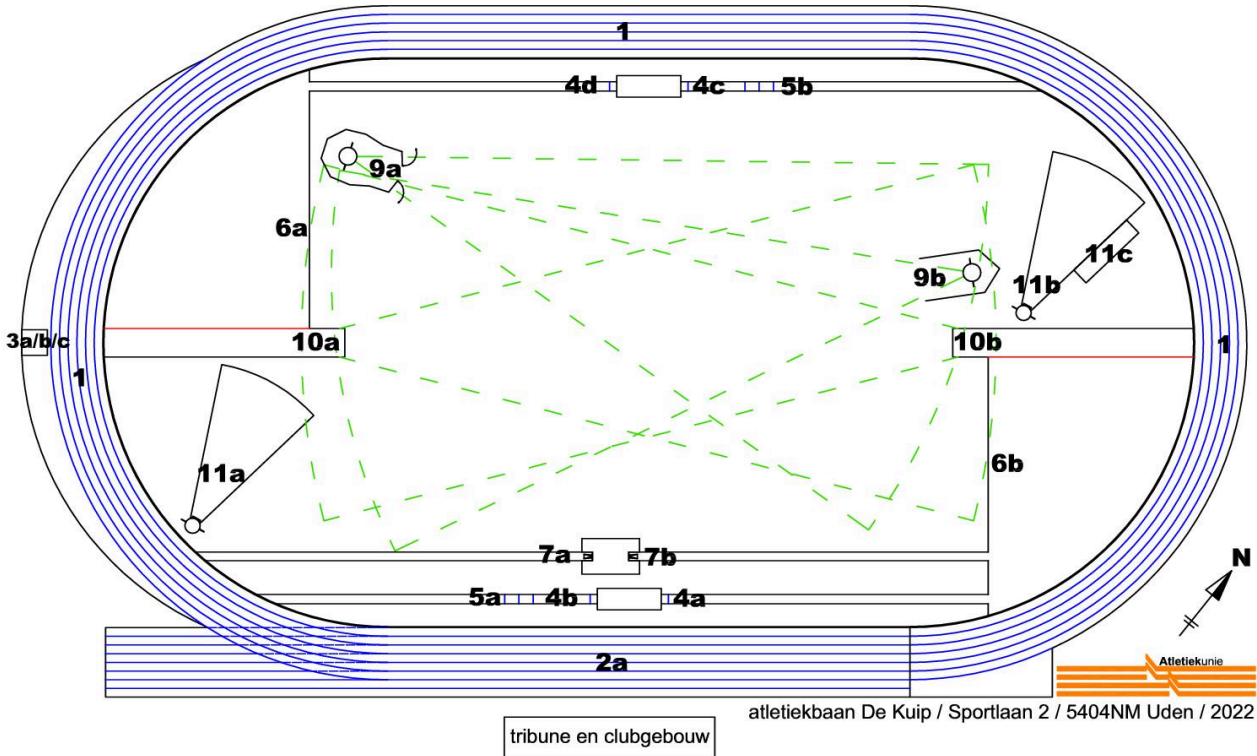 1
4d
4c
5b
9a
6a
11c
9b
11b
3a/b/c
10a
10b
1
1
11a
6b
7a
7b
N
5a
4b
4a
2a
Atletiekunie
atletiekbaan De Kuip / Sportlaan 2 / 5404NM Uden / 2022
tribune en clubgebouw